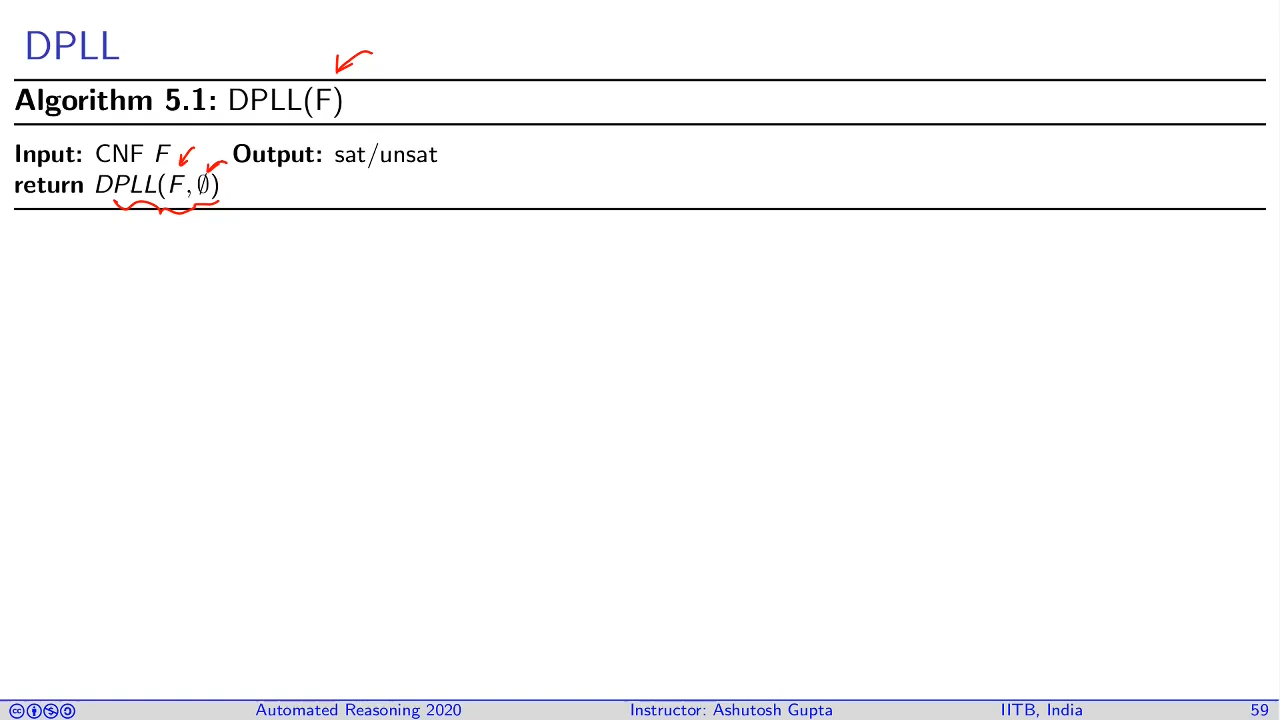 DPLL
Algorithm 5.1: DPLL(F)
Input: CNF F Output: sat/unsat
return DPLL(F, ∅)
Automated Reasoning 2020 Instructor: Ashutosh Gupta IITB, India 59